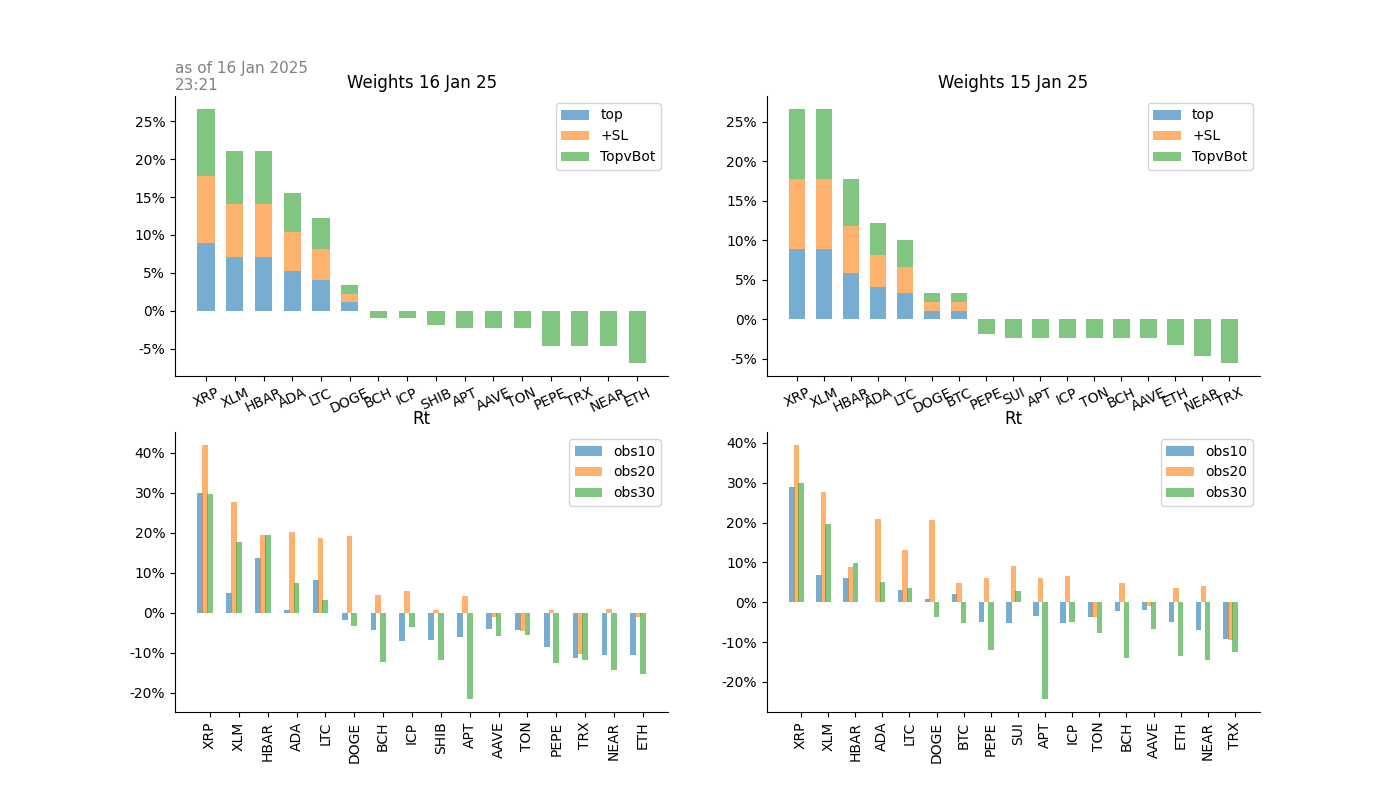 as of 16 Jan 2025
23:21
Weights 16 Jan 25
25%
20%
15%
10%
5%
0%
-5%
top
+SL
TopvBot
XRP XLM HBAR ADA LTC DOGE BCH ICP SHIB APT AAVE TON PEPE TRX NEAR ETH
Weights 15 Jan 25
25%
20%
15%
10%
5%
0%
-5%
top
+SL
TopvBot
XRP XLM HBAR ADA LTC DOGE BTC PEPE SUI APT ICP TON BCH AAVE ETH NEAR TRX
Rt
40%
30%
20%
10%
0%
-10%
-20%
obs10
obs20
obs30
XRP XLM HBAR ADA LTC DOGE BCH ICP SHIB APT AAVE TON PEPE TRX NEAR ETH
Rt
40%
30%
20%
10%
0%
-10%
-20%
obs10
obs20
obs30
XRP XLM HBAR ADA LTC DOGE BTC PEPE SUI APT ICP TON BCH AAVE ETH NEAR TRX